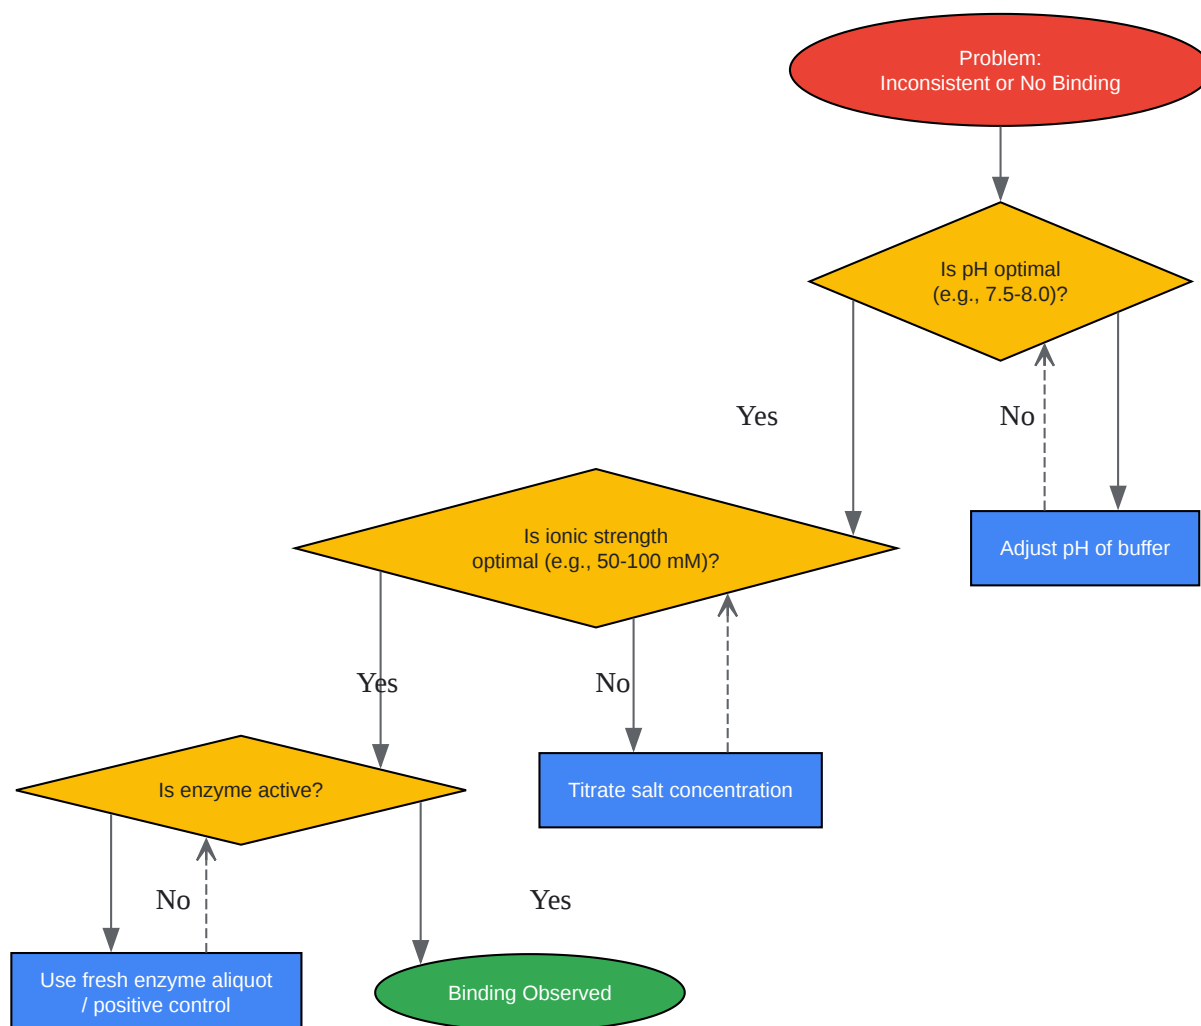 Problem:
Inconsistent or No Binding
Is pH optimal
(e.g., 7.5-8.0)?
Yes
No
Is ionic strength
optimal (e.g., 50-100 mM)?
Adjust pH of buffer
Yes
No
Is enzyme active?
Titrate salt concentration
No
Yes
Use fresh enzyme aliquot
/ positive control
Binding Observed